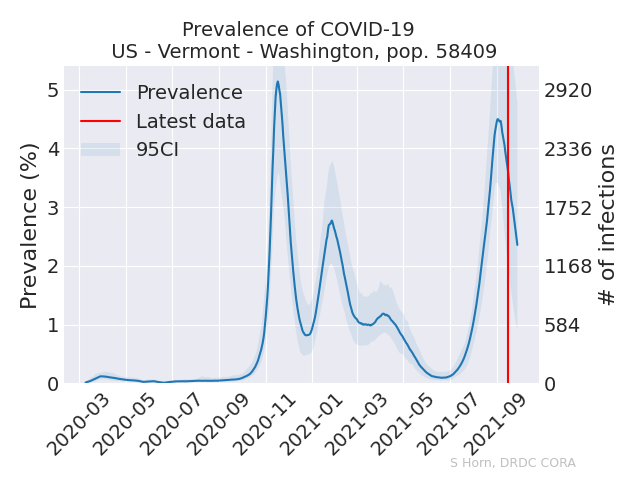 Prevalence of COVID-19
US - Vermont - Washington, pop. 58409
Prevalence
Latest data
95CI
Prevalence (%)
5
4
3
2
1
0
2920
2336
1752
1168
584
0
# of infections
2020-03
2020-05
2020-07
2020-09
2020-11
2021-01
2021-03
2021-05
2021-07
2021-09
S Horn, DRDC CORA